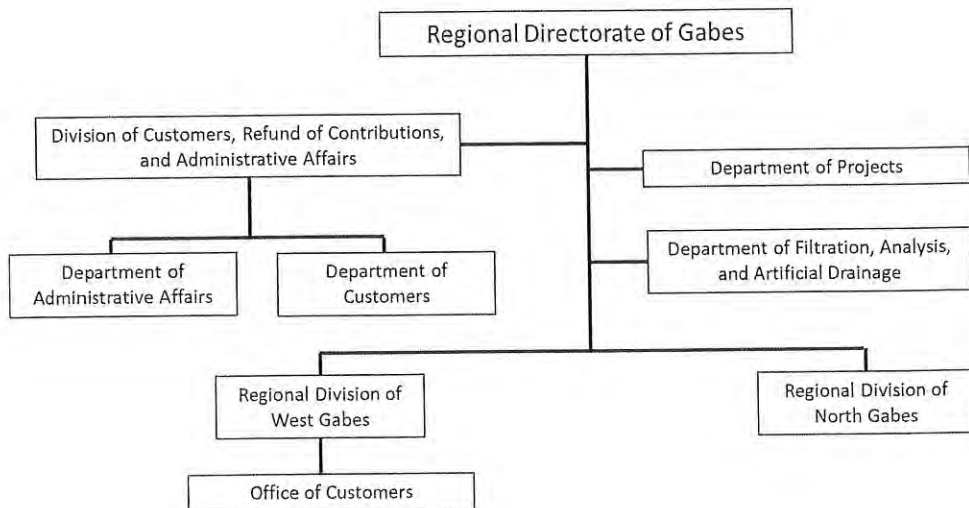 Regional Directorate of Gabes
Division of Customers, Refund of Contributions,
and Administrative Affairs
Department of Projects
Department of Filtration, Analysis,
and Artificial Drainage
Department of
Administrative Affairs
Department of
Customers
Regional Division of
West Gabes
Regional Division of
North Gabes
Office of Customers